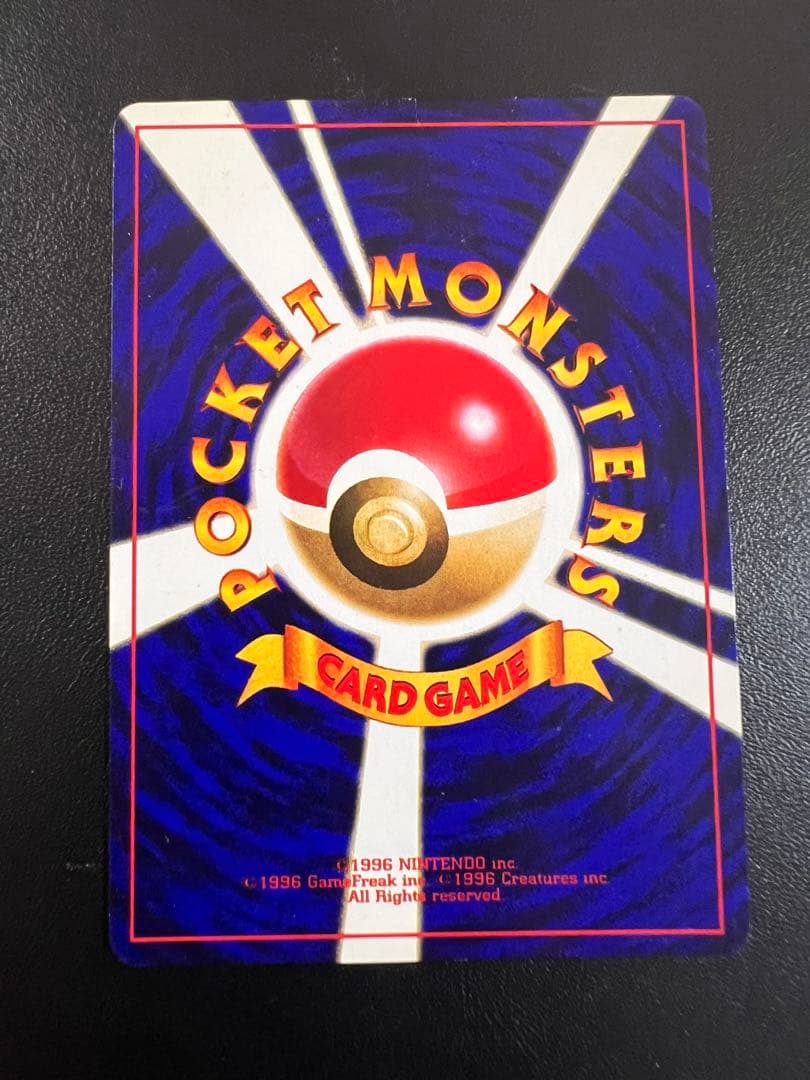 POCKET MONSTERS
CARD GAME
©1996 NINTENDO inc.
©1996 GameFreak inc. ©1996 Creatures inc.
All Rights reserved.